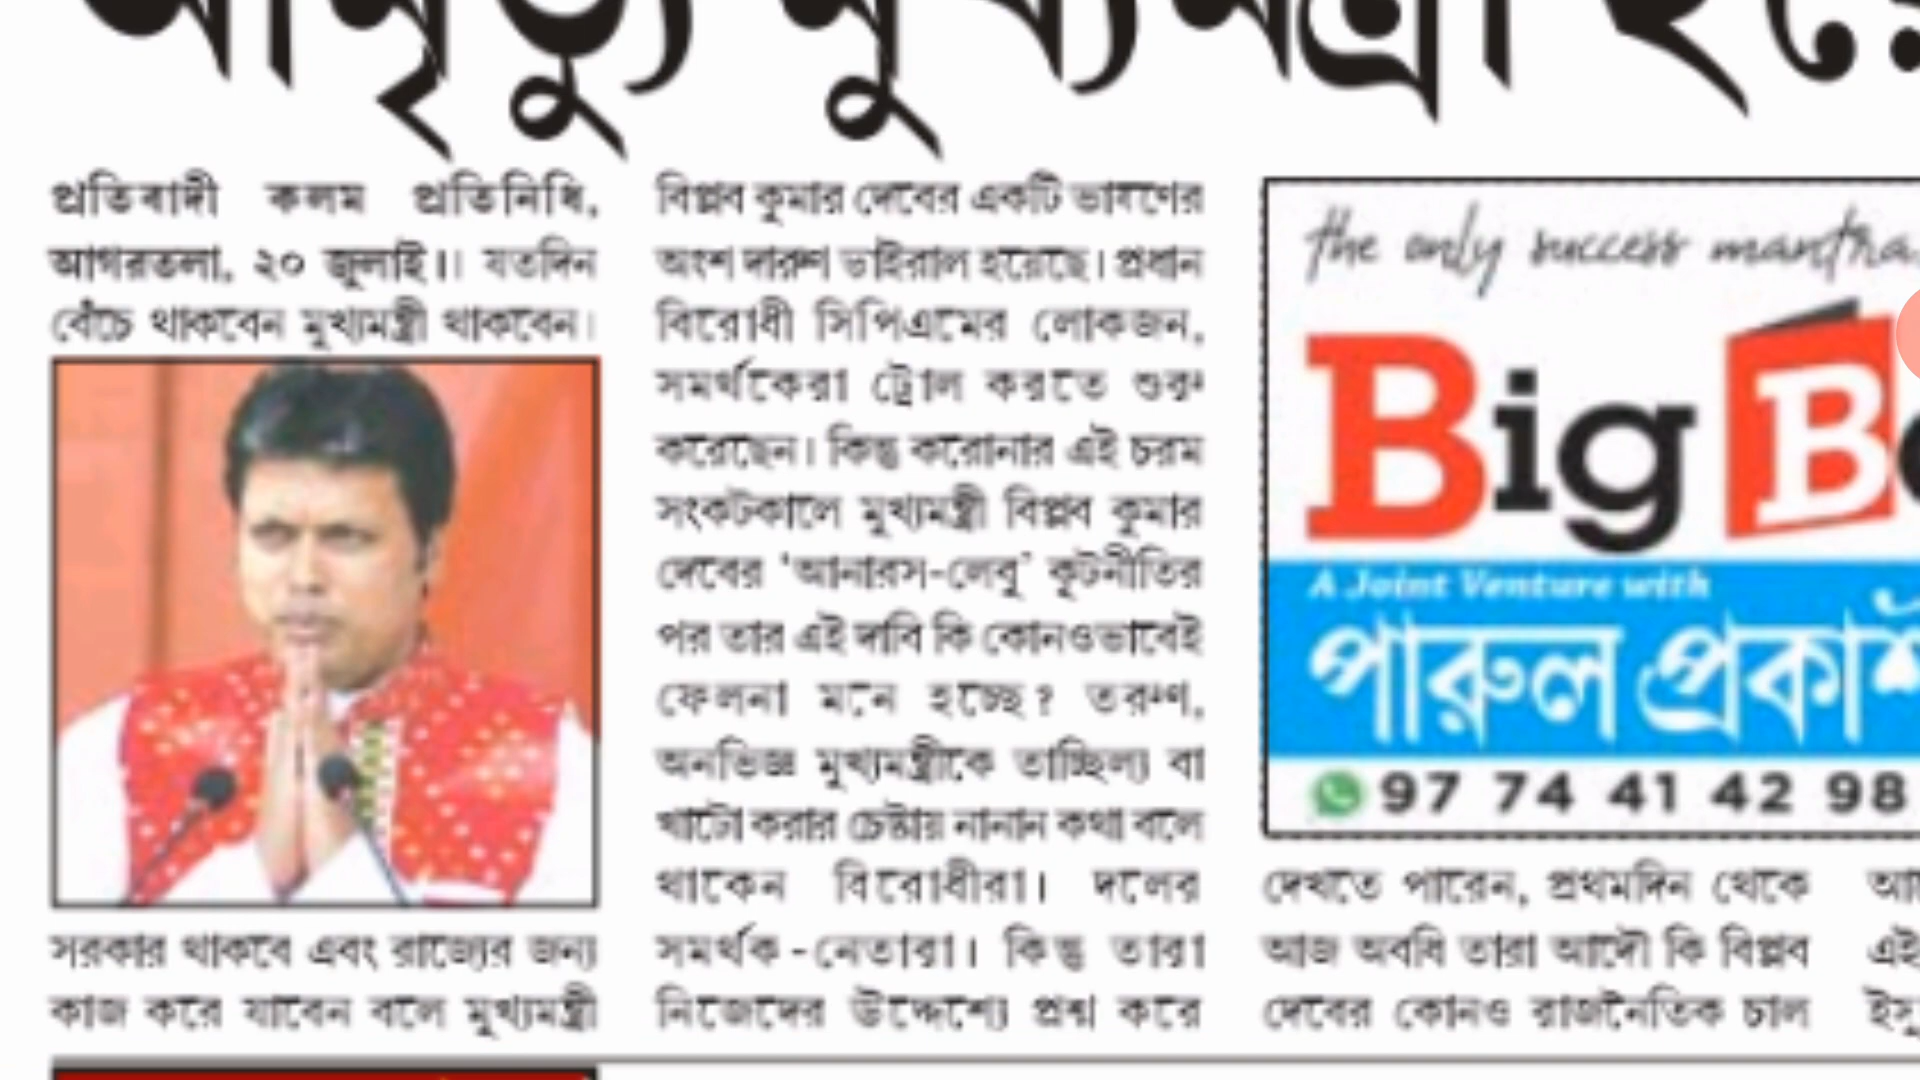 আমৃত্যু মুখ্যমন্ত্রী
প্রতিবাদী কলম প্রতিনিধি,
আগরতলা, ২০ জুলাই।। যতদিন
বেঁচে থাকবেন মুখ্যমন্ত্রী থাকবেন।
সরকার থাকবে এবং রাজ্যের জন্য
কাজ করে যাবেন বলে মুখ্যমন্ত্রী
বিপ্লব কুমার দেবের একটি ভাষণের
অংশ দারুণ ভাইরাল হয়েছে। প্রধান
বিরোধী সিপিএমের লোকজন,
সমর্থকেরা ট্রোল করতে শুরু
করেছেন। কিন্তু করোনার এই চরম
সংকটকালে মুখ্যমন্ত্রী বিপ্লব কুমার
দেবের ‘আনারস-লেবু’ কূটনীতির
পর তার এই দাবি কি কোনওভাবেই
ফেলনা মনে হচ্ছে? তরুণ,
অনভিজ্ঞ মুখ্যমন্ত্রীকে তাচ্ছিল্য বা
খাটো করার চেষ্টায় নানান কথা বলে
থাকেন বিরোধীরা। দলের
সমর্থক-নেতারা। কিন্তু তারা
নিজেদের উদ্দেশ্যে প্রশ্ন করে
the only success mantra
Big B
A Joint Venture with
পারুল প্রকাশ
97 74 41 42 98
দেখতে পারেন, প্রথমদিন থেকে
আজ অবধি তারা আদৌ কি বিপ্লব
দেবের কোনও রাজনৈতিক চাল
এই